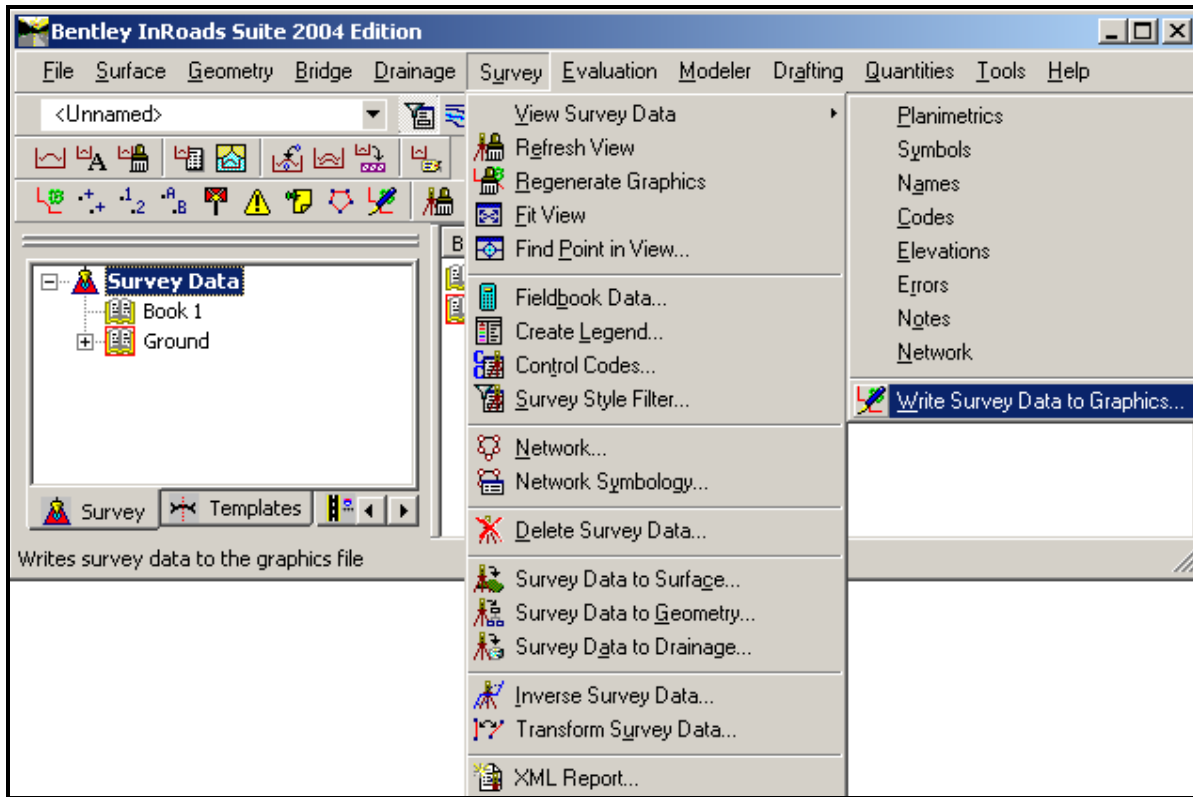 Bentley InRoads Suite 2004 Edition
File Surface Geometry Bridge Drainage Survey Evaluation Modeler Drafting Quantities Tools Help
<Unnamed>
Survey Data
Book 1
Ground
Survey Templates
Writes survey data to the graphics file
B
View Survey Data
Refresh View
Regenerate Graphics
Fit View
Find Point in View...
Fieldbook Data...
Create Legend...
Control Codes...
Survey Style Filter...
Network...
Network Symbology...
Delete Survey Data...
Survey Data to Surface...
Survey Data to Geometry...
Survey Data to Drainage...
Inverse Survey Data...
Transform Survey Data...
XML Report...
Planimetrics
Symbols
Names
Codes
Elevations
Errors
Notes
Network
Write Survey Data to Graphics...